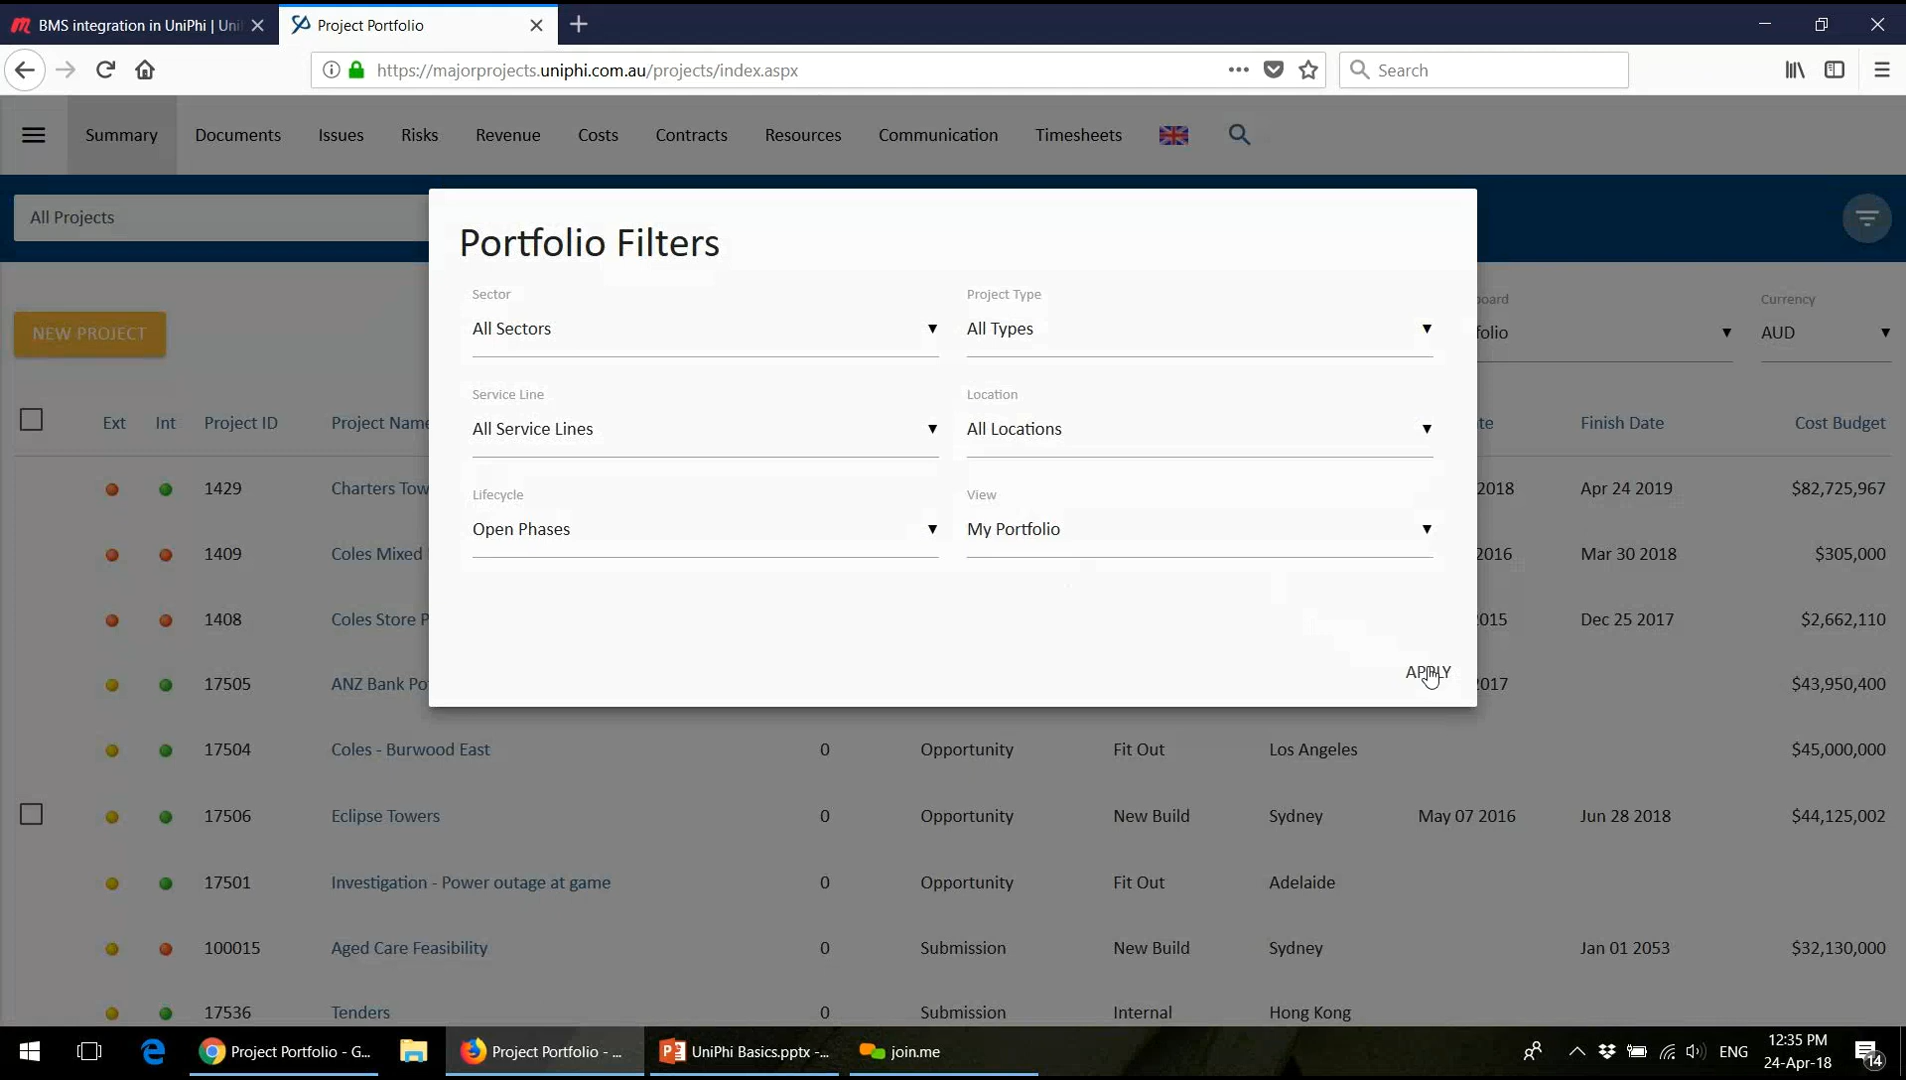 BMS integration in UniPhi | Uni
Project Portfolio
https://majorprojects.uniphi.com.au/projects/index.aspx
Search
Summary
Documents
Issues
Risks
Revenue
Costs
Contracts
Resources
Communication
Timesheets
All Projects
Portfolio Filters
Sector
Project Type
All Sectors
All Types
Service Line
Location
All Service Lines
All Locations
Lifecycle
View
Open Phases
My Portfolio
APPLY
NEW PROJECT
oard
folio
Currency
AUD
Ext Int Project ID Project Name te Finish Date Cost Budget
1429 Charters Tow 2018 Apr 24 2019 $82,725,967
1409 Coles Mixed 2016 Mar 30 2018 $305,000
1408 Coles Store P 2015 Dec 25 2017 $2,662,110
17505 ANZ Bank Po 2017 $43,950,400
17504 Coles - Burwood East 0 Opportunity Fit Out Los Angeles $45,000,000
17506 Eclipse Towers 0 Opportunity New Build Sydney May 07 2016 Jun 28 2018 $44,125,002
17501 Investigation - Power outage at game 0 Opportunity Fit Out Adelaide
100015 Aged Care Feasibility 0 Submission New Build Sydney Jan 01 2053 $32,130,000
17536 Tenders 0 Submission Internal Hong Kong
Project Portfolio - G...
Project Portfolio - ...
UniPhi Basics.pptx -...
join.me
ENG
12:35 PM
24-Apr-18
14